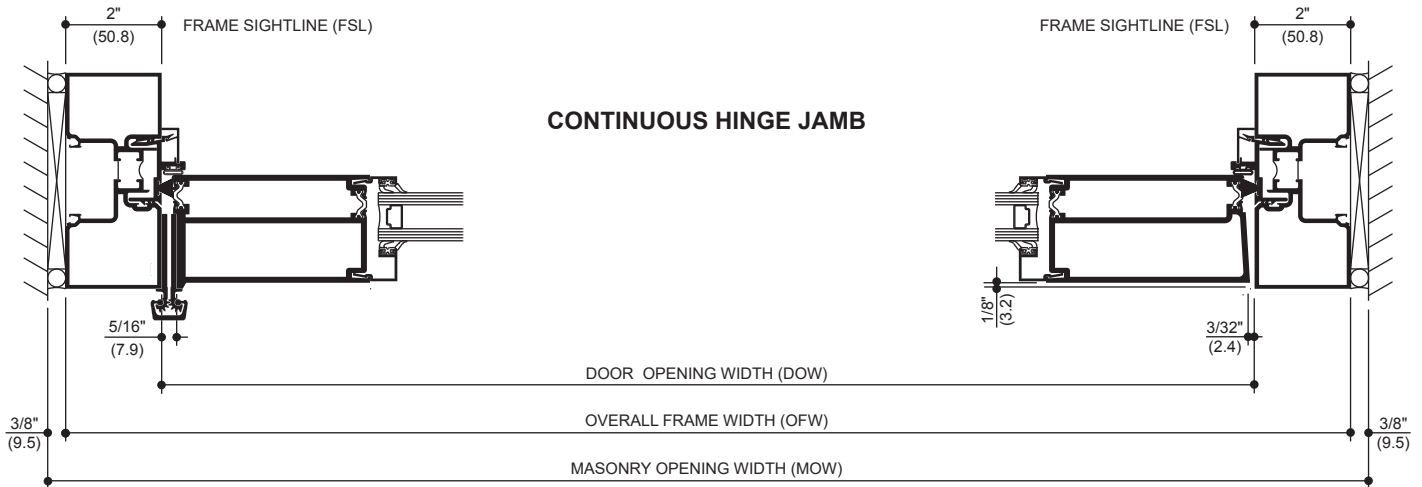 2"
(50.8)
FRAME SIGHTLINE (FSL)
FRAME SIGHTLINE (FSL)
2"
(50.8)
CONTINUOUS HINGE JAMB
5/16"
(7.9)
1/8"
(3.2)
3/32"
(2.4)
DOOR OPENING WIDTH (DOW)
3/8"
(9.5)
OVERALL FRAME WIDTH (OFW)
3/8"
(9.5)
MASONRY OPENING WIDTH (MOW)